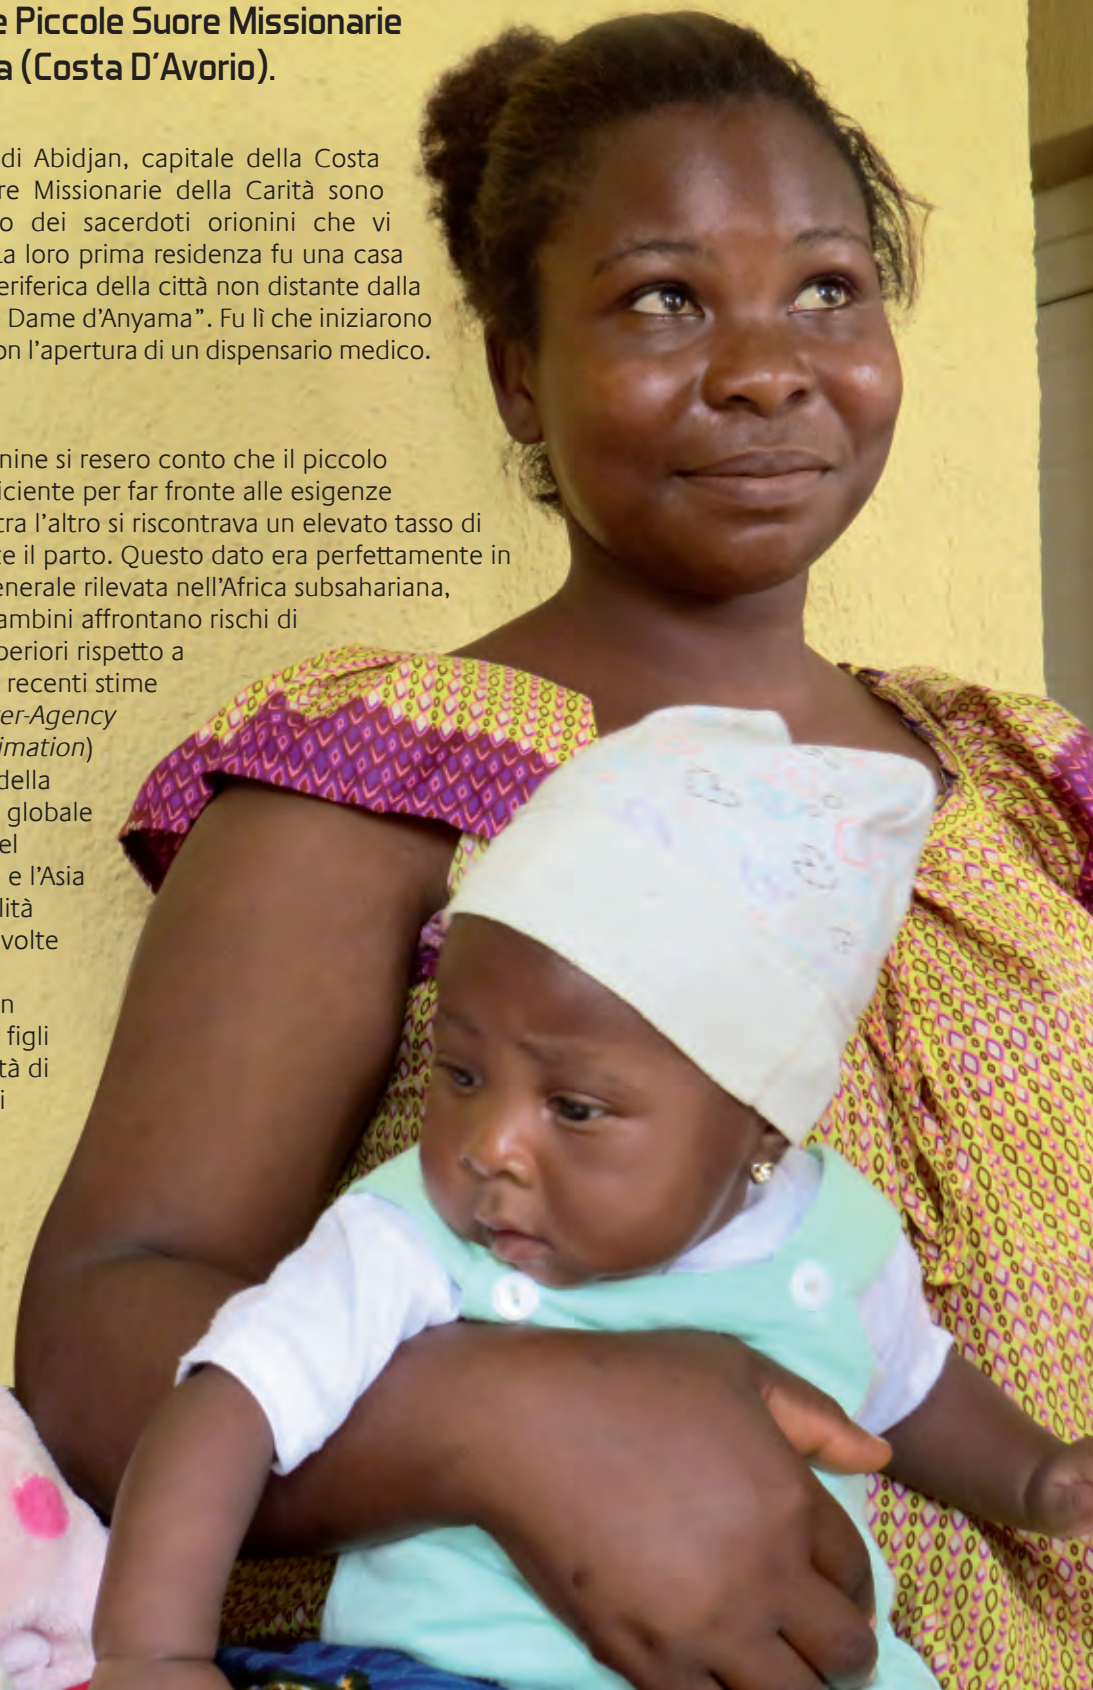 e Piccole Suore Missionarie
a (Costa D’Avorio).
di Abidjan, capitale della Costa
re Missionarie della Carità sono
o dei sacerdoti orionini che vi
La loro prima residenza fu una casa
eriferica della città non distante dalla
Dame d’Anyama”. Fu lì che iniziarono
on l’apertura di un dispensario medico.
nine si resero conto che il piccolo
iciente per far fronte alle esigenze
tra l’altro si riscontrava un elevato tasso di
te il parto. Questo dato era perfettamente in
enerale rilevata nell’Africa subsahariana,
ambini affrontano rischi di
periori rispetto a
recenti stime
er-Agency
imation)
della
globale
el
e l’Asia
lità
volte
n
figli
tà di
i